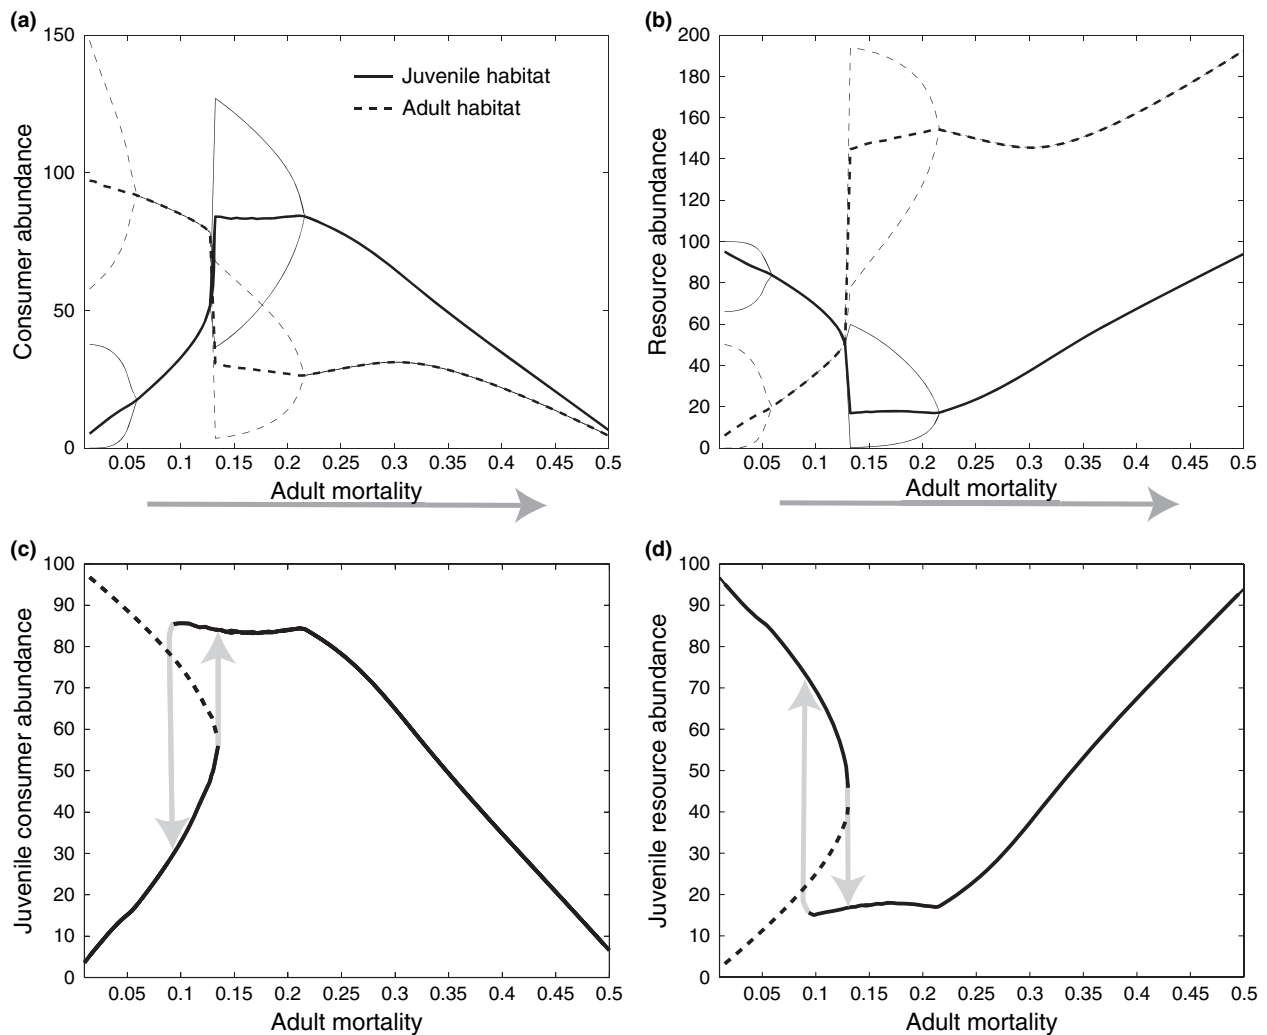 (a)
150
100
50
0
Consumer abundance
Juvenile habitat
Adult habitat
0.05 0.1 0.15 0.2 0.25 0.3 0.35 0.4 0.45 0.5
Adult mortality
(b)
200
180
160
140
120
100
80
60
40
20
0
Resource abundance
0.05 0.1 0.15 0.2 0.25 0.3 0.35 0.4 0.45 0.5
Adult mortality
(c)
100
90
80
70
60
50
40
30
20
10
0
Juvenile consumer abundance
0.05 0.1 0.15 0.2 0.25 0.3 0.35 0.4 0.45 0.5
Adult mortality
(d)
100
90
80
70
60
50
40
30
20
10
0
Juvenile resource abundance
0.05 0.1 0.15 0.2 0.25 0.3 0.35 0.4 0.45 0.5
Adult mortality